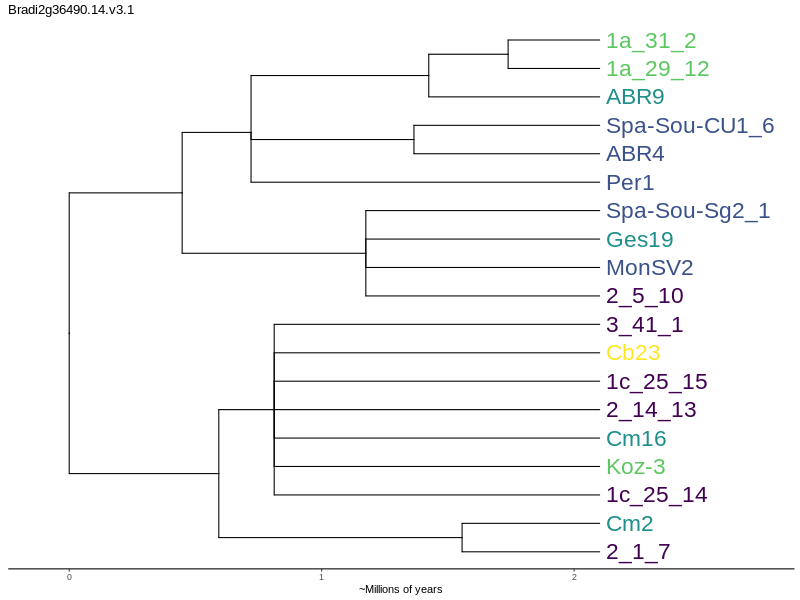 Bradi2g36490.14.v3.1
1a_31_2
1a_29_12
ABR9
Spa-Sou-CU1_6
ABR4
Per1
Spa-Sou-Sg2_1
Ges19
MonSV2
2_5_10
3_41_1
Cb23
1c_25_15
2_14_13
Cm16
Koz-3
1c_25_14
Cm2
2_1_7
0 1 2
~Millions of years